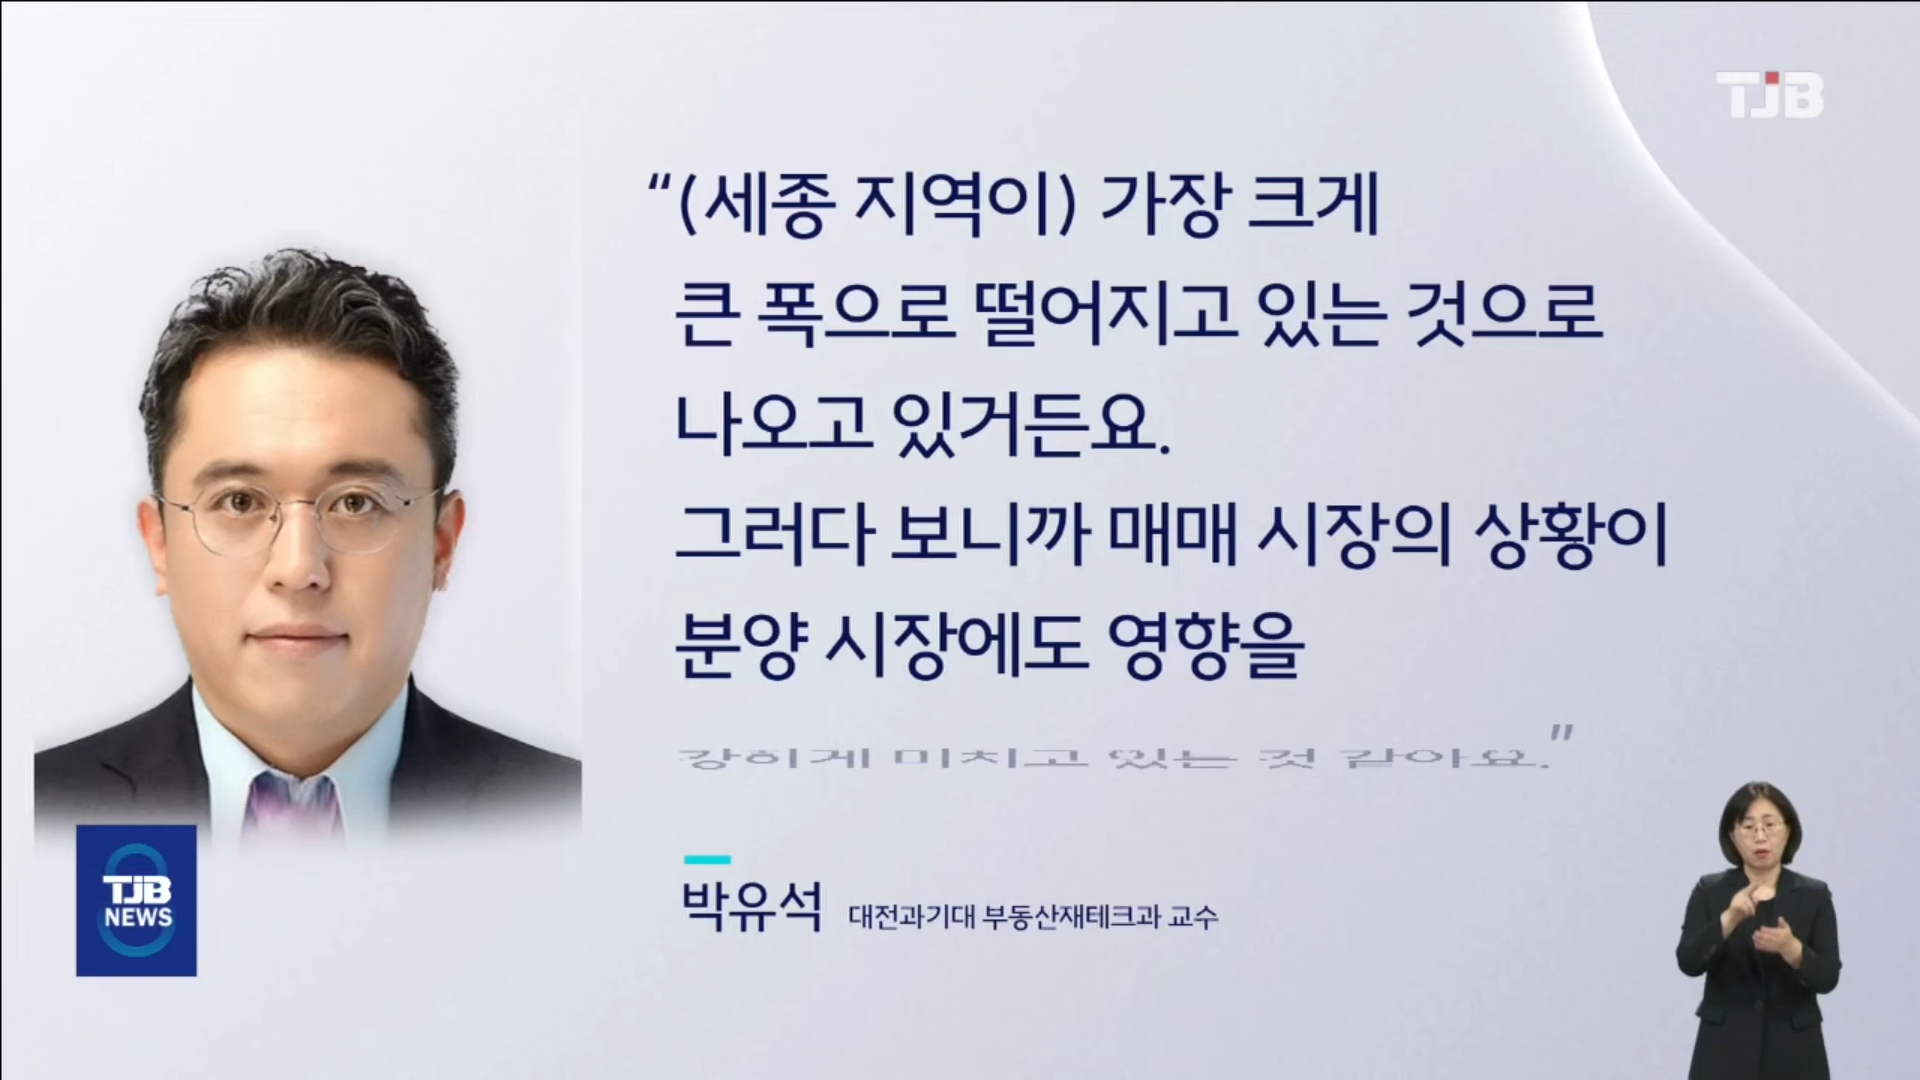 TJB
“(세종 지역이) 가장 크게
큰 폭으로 떨어지고 있는 것으로
나오고 있거든요.
그러다 보니까 매매 시장의 상황이
분양 시장에도 영향을
강하게 미치고 있는 것 같아요.”
박유석 대전과기대 부동산재테크과 교수
8
TJB
NEWS